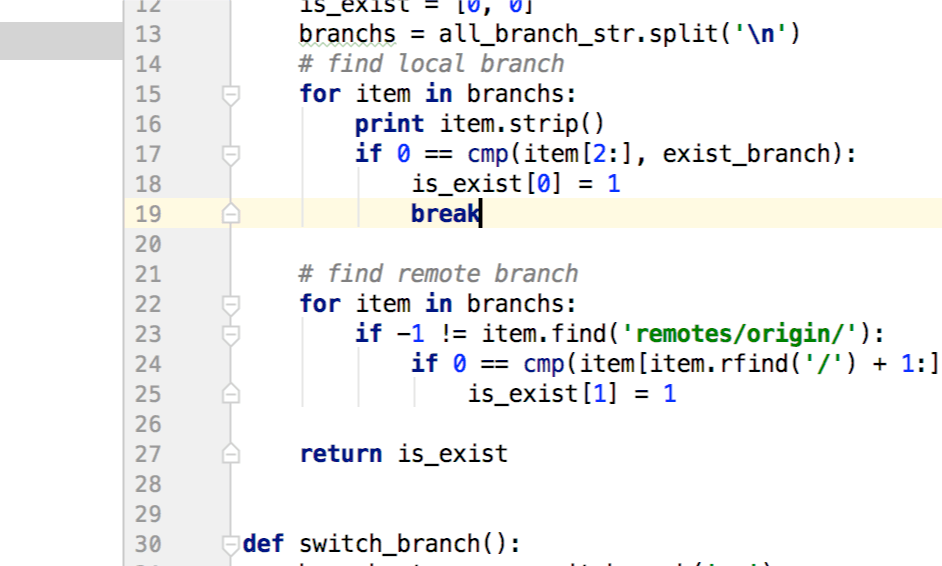 12 is_exist = [0, 0]
13 branchs = all_branch_str.split('\n')
14 # find local branch
15 for item in branchs:
16 print item.strip()
17 if 0 == cmp(item[2:], exist_branch):
18 is_exist[0] = 1
19 break
20
21 # find remote branch
22 for item in branchs:
23 if -1 != item.find('remotes/origin/'):
24 if 0 == cmp(item[item.rfind('/') + 1:]
25 is_exist[1] = 1
26
27 return is_exist
28
29
30 def switch_branch():